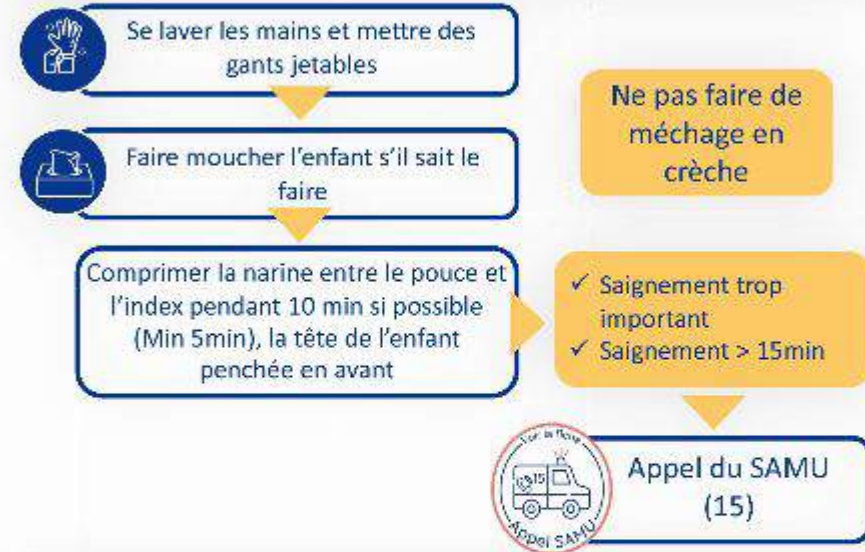 Se laver les mains et mettre des
gants jetables
Faire moucher l'enfant s'il sait le
faire
Ne pas faire de
méchage en
crèche
Comprimer la narine entre le pouce et
l'index pendant 10 min si possible
(Min 5min), la tête de l'enfant
penchée en avant
✓ Saignement trop
important
✓ Saignement > 15min
Voir la fiche
15
Appel SAMU
Appel du SAMU
(15)